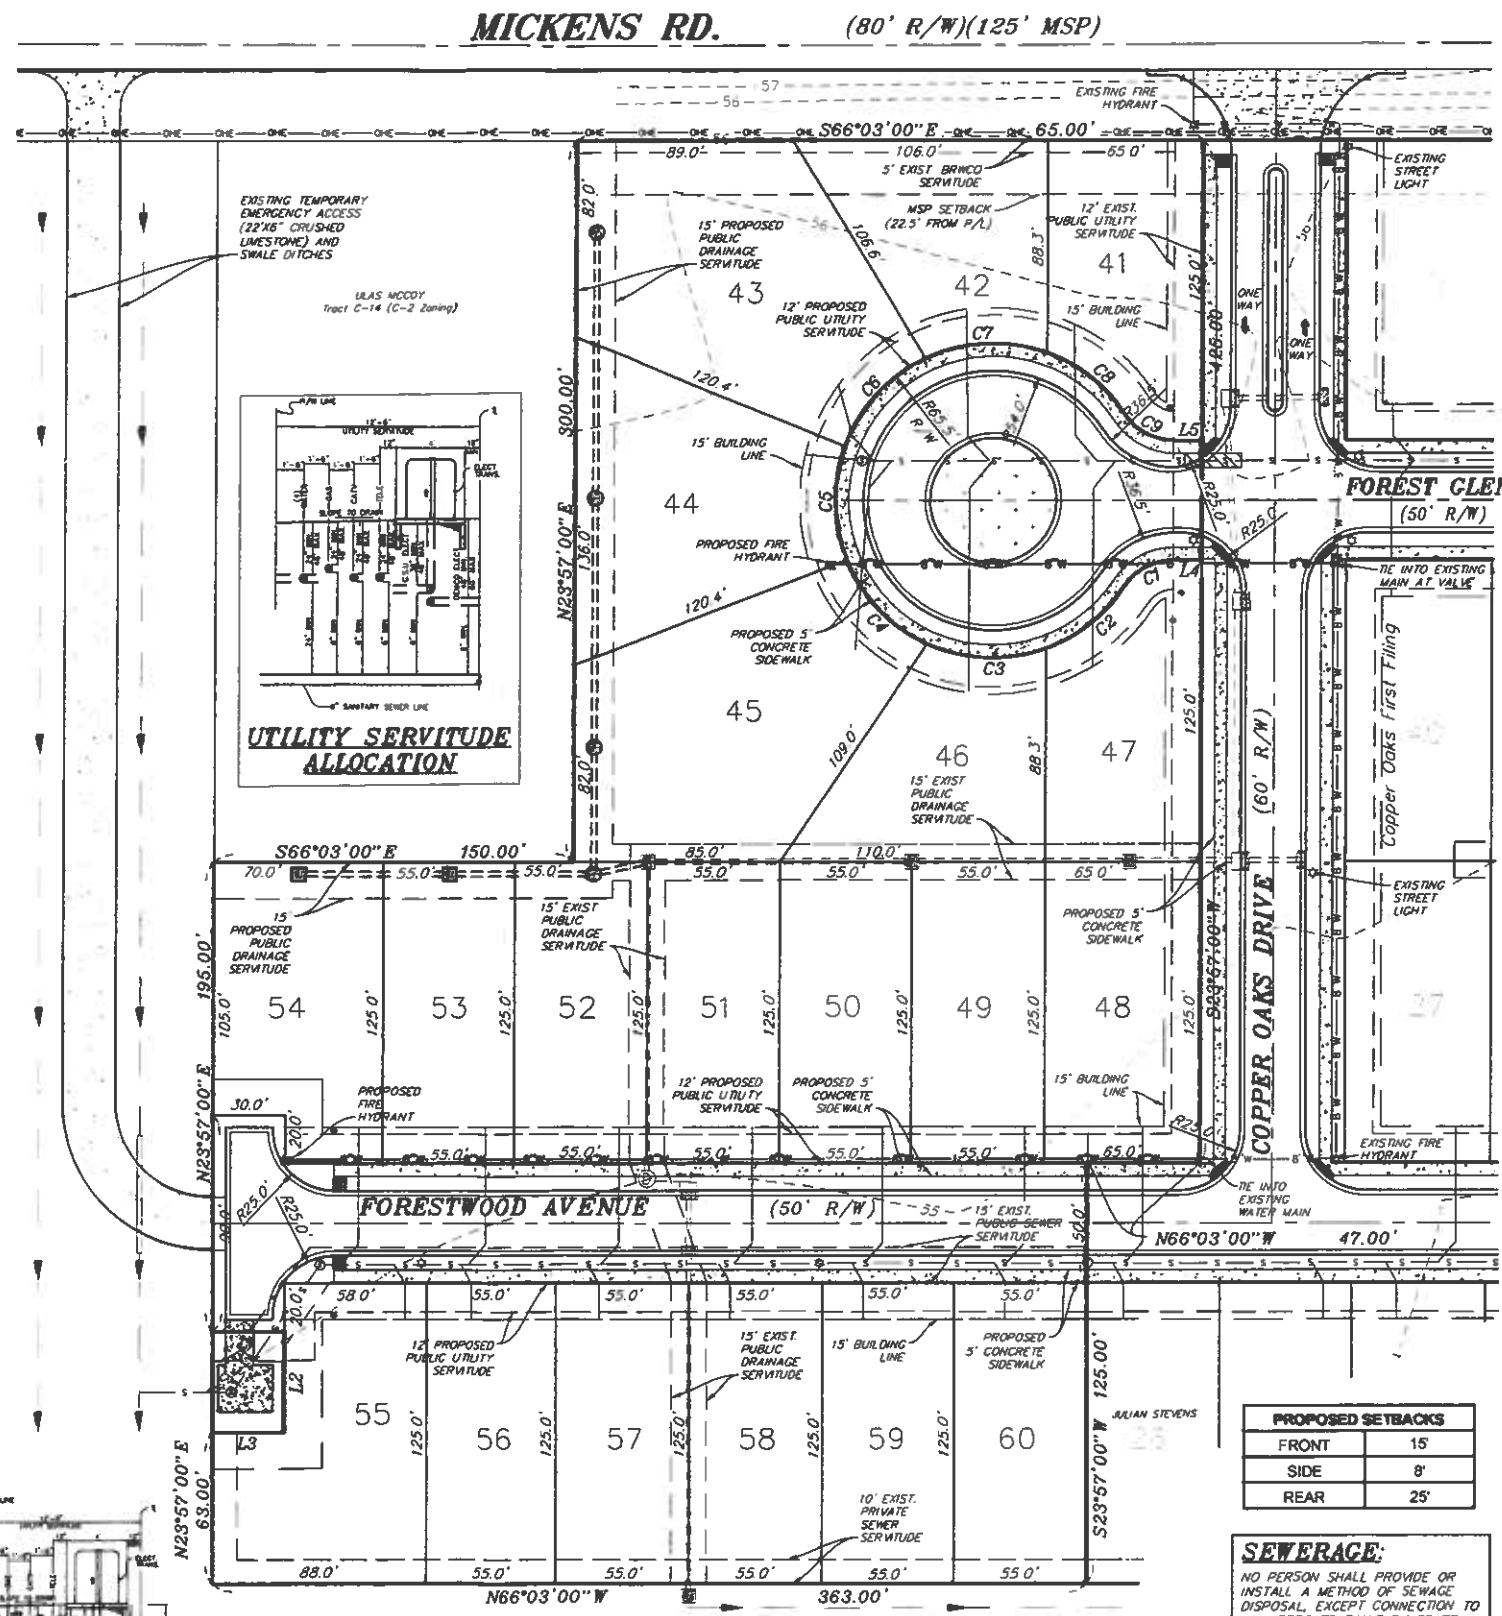 MICKENS RD.
(80' R/W)(125' MSP)
57
56
EXISTING FIRE
HYDRANT
S66°03'00"E
65.00'
89.0'
106.0'
65.0'
5' EXIST BRWCO
SERVITUDE
EXISTING
STREET
LIGHT
EXISTING TEMPORARY
EMERGENCY ACCESS
(22'X6" CRUSHED
LIMESTONE) AND
SWALE DITCHES
82.0'
15' PROPOSED
PUBLIC
DRAINAGE
SERVITUDE
MSP SETBACK
(22.5' FROM P/L)
12' EXIST.
PUBLIC UTILITY
SERVITUDE
56
106.6'
88.3'
41
42
43
125.0'
ULAS MCCOY
Tract C-14 (C-2 Zoning)
12' PROPOSED
PUBLIC UTILITY
SERVITUDE
15' BUILDING
LINE
ONE
WAY
ONE
WAY
C7
C8
C6
C9
L5
R65.5'
R/W
120.4'
300.00'
R/W LINE
UTILITY SERVITUDE
15' BUILDING
LINE
C5
44
R25.0'
R25.0'
FOREST GLE
(50' R/W)
N23°57'00"E
136.0'
PROPOSED FIRE
HYDRANT
C1
L4
TIE INTO EXISTING
MAIN AT VALVE
120.4'
C4
C2
C3
PROPOSED 5'
CONCRETE
SIDEWALK
8" SANITARY SEWER LINE
UTILITY SERVITUDE
ALLOCATION
45
46
47
109.0'
88.3'
125.0'
82.0'
15' EXIST
PUBLIC
DRAINAGE
SERVITUDE
(60' R/W)
Copper Oaks First Filing
S66°03'00"E
150.00'
70.0'
55.0'
55.0'
85.0'
110.0'
55.0'
55.0'
55.0'
65.0'
EXISTING
STREET
LIGHT
15'
PROPOSED
PUBLIC
DRAINAGE
SERVITUDE
15' EXIST
PUBLIC
DRAINAGE
SERVITUDE
PROPOSED 5'
CONCRETE
SIDEWALK
195.00'
105.0'
54
125.0'
53
125.0'
52
125.0'
51
125.0'
50
125.0'
49
125.0'
48
125.0'
COPPER OAKS DRIVE
N23°57'00"E
30.0'
20.0'
PROPOSED
FIRE
HYDRANT
12' PROPOSED
PUBLIC UTILITY
SERVITUDE
PROPOSED 5'
CONCRETE
SIDEWALK
15' BUILDING
LINE
R25.0'
EXISTING FIRE
HYDRANT
55.0'
55.0'
55.0'
55.0'
55.0'
65.0'
R25.0'
R25.0'
FORESTWOOD AVENUE
(50' R/W)
55
15' EXIST.
PUBLIC SEWER
SERVITUDE
50.0'
TIE INTO
EXISTING
WATER MAIN
N66°03'00"W
47.00'
58.0'
55.0'
55.0'
55.0'
55.0'
55.0'
20.0'
L2
L3
12' PROPOSED
PUBLIC UTILITY
SERVITUDE
15' EXIST.
PUBLIC
DRAINAGE
SERVITUDE
15' BUILDING
LINE
PROPOSED
5' CONCRETE
SIDEWALK
125.00'
JULIAN STEVENS
55
125.0'
56
125.0'
57
125.0'
58
125.0'
59
125.0'
60
PROPOSED SETBACKS
FRONT 15'
SIDE 8'
REAR 25'
N23°57'00"E
63.00'
10' EXIST.
PRIVATE
SEWER
SERVITUDE
S23°57'00"W
88.0'
55.0'
55.0'
55.0'
55.0'
55.0'
N66°03'00"W
363.00'
SEWERAGE:
NO PERSON SHALL PROVIDE OR
INSTALL A METHOD OF SEWAGE
DISPOSAL, EXCEPT CONNECTION TO